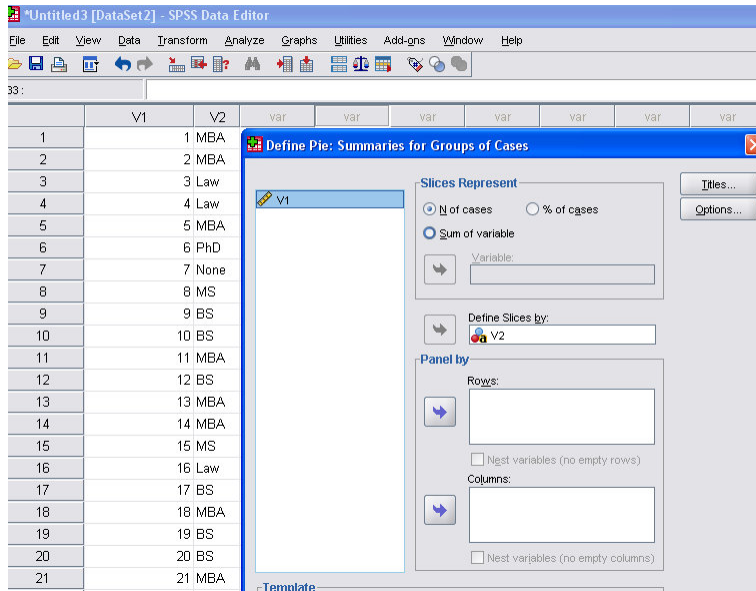 *Untitled3 [DataSet2] - SPSS Data Editor
File Edit View Data Transform Analyze Graphs Utilities Add-ons Window Help
33 :
V1 V2 var var var var var var
1 1 MBA
2 2 MBA
3 3 Law
4 4 Law
5 5 MBA
6 6 PhD
7 7 None
8 8 MS
9 9 BS
10 10 BS
11 11 MBA
12 12 BS
13 13 MBA
14 14 MBA
15 15 MS
16 16 Law
17 17 BS
18 18 MBA
19 19 BS
20 20 BS
21 21 MBA
Define Pie: Summaries for Groups of Cases
V1
Slices Represent
N of cases % of cases
Sum of variable
Variable:
Define Slices by:
V2
Panel by
Rows:
Nest variables (no empty rows)
Columns:
Nest variables (no empty columns)
Template
Titles...
Options...